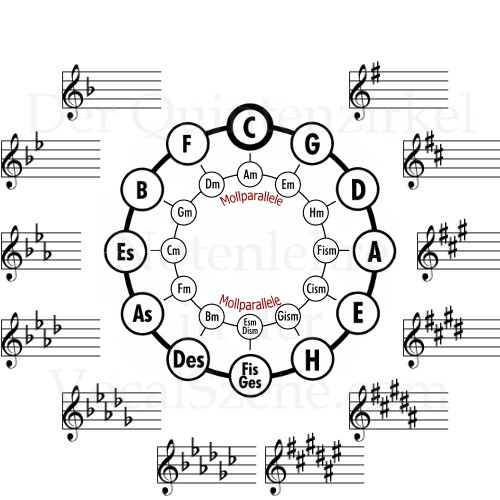 Der Quintenzirkel
C
F
G
Am
Dm
Em
B
D
Mollparallele
Gm
Hm
Es
Cm
Notenlehre
Fism
A
Fm
Cism
Mollparallele
As
Bm
Esm
Dism
Gism
E
Des
H
Fis
Ges
VocalSzene.com